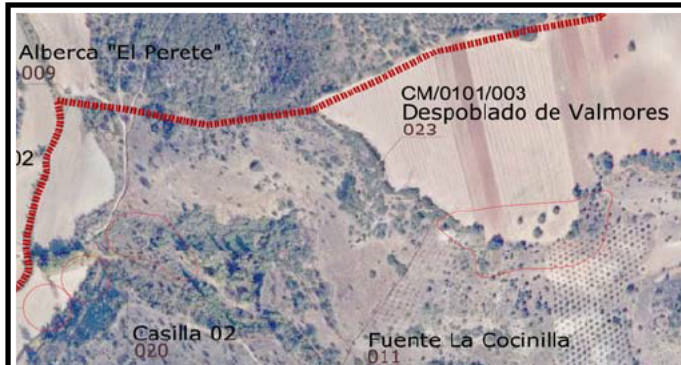 Alberca "El Perete"
009
CM/0101/003
Despoblado de Valmores
023
02
Casilla 02
020
Fuente La Cocinilla
011